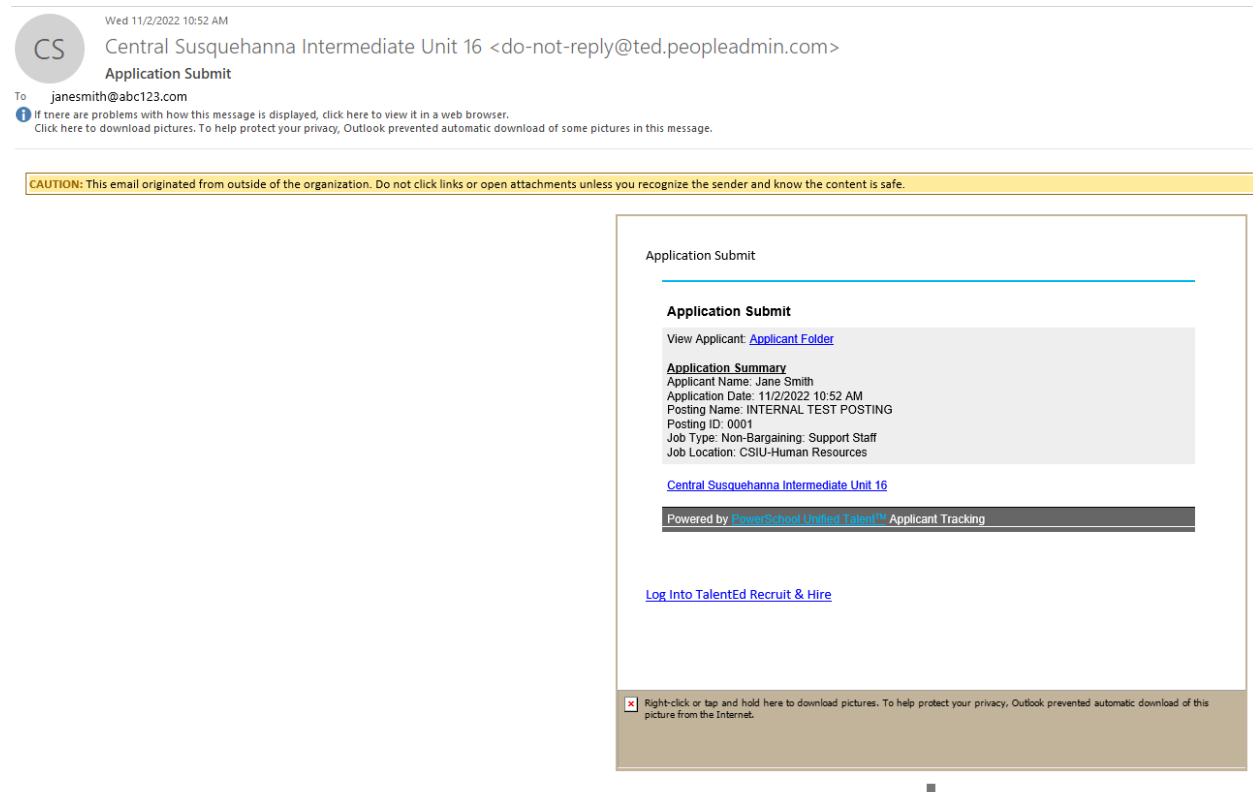 Wed 11/2/2022 10:52 AM
CS
Central Susquehanna Intermediate Unit 16 <do-not-reply@ted.peopleadmin.com>
Application Submit
To janesmith@abc123.com
If there are problems with how this message is displayed, click here to view it in a web browser.
Click here to download pictures. To help protect your privacy, Outlook prevented automatic download of some pictures in this message.
CAUTION: This email originated from outside of the organization. Do not click links or open attachments unless you recognize the sender and know the content is safe.
Application Submit
Application Submit
View Applicant: Applicant Folder
Application Summary
Applicant Name: Jane Smith
Application Date: 11/2/2022 10:52 AM
Posting Name: INTERNAL TEST POSTING
Posting ID: 0001
Job Type: Non-Bargaining: Support Staff
Job Location: CSIU-Human Resources
Central Susquehanna Intermediate Unit 16
Powered by PowerSchool Unified Talent™ Applicant Tracking
Log Into TalentEd Recruit & Hire
Right-click or tap and hold here to download pictures. To help protect your privacy, Outlook prevented automatic download of this
picture from the Internet.